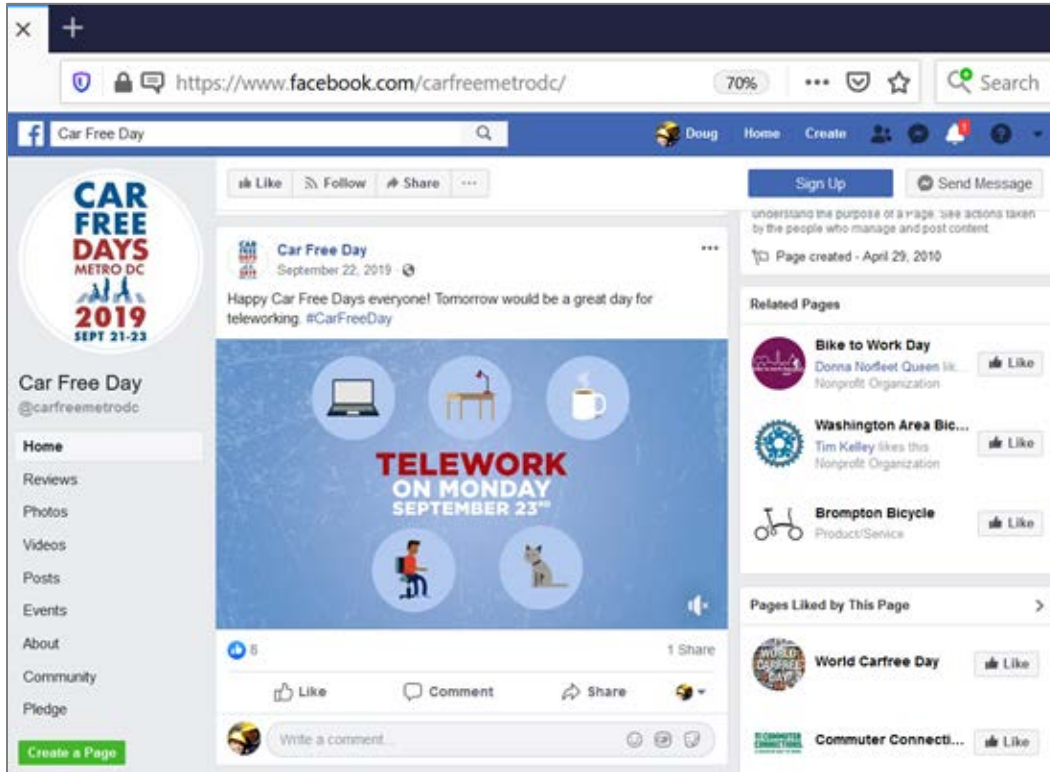 https://www.facebook.com/carfreemetrodc/
70%
Search
Car Free Day
Doug
Home
Create
1
CAR
FREE
DAYS
METRO DC
2019
SEPT 21-23
Car Free Day
@carfreemetrodc
Home
Reviews
Photos
Videos
Posts
Events
About
Community
Pledge
Create a Page
Like
Follow
Share
Sign Up
Send Message
Car Free Day
September 22, 2019
Happy Car Free Days everyone! Tomorrow would be a great day for
teleworking. #CarFreeDay
TELEWORK
ON MONDAY
SEPTEMBER 23RD
1 Share
Like
Comment
Share
Write a comment...
GIF
understand the purpose of a Page. See actions taken
by the people who manage and post content.
Page created - April 29, 2010
Related Pages
Bike to Work Day
Donna Norfleet Queen lik...
Nonprofit Organization
Like
Washington Area Bic...
Tim Kelley likes this
Nonprofit Organization
Like
Brompton Bicycle
Product/Service
Like
Pages Liked by This Page
World Carfree Day
WORLD
CARFREE
DAY
Like
Commuter Connecti...
COMMUTER
CONNECTIONS
Like